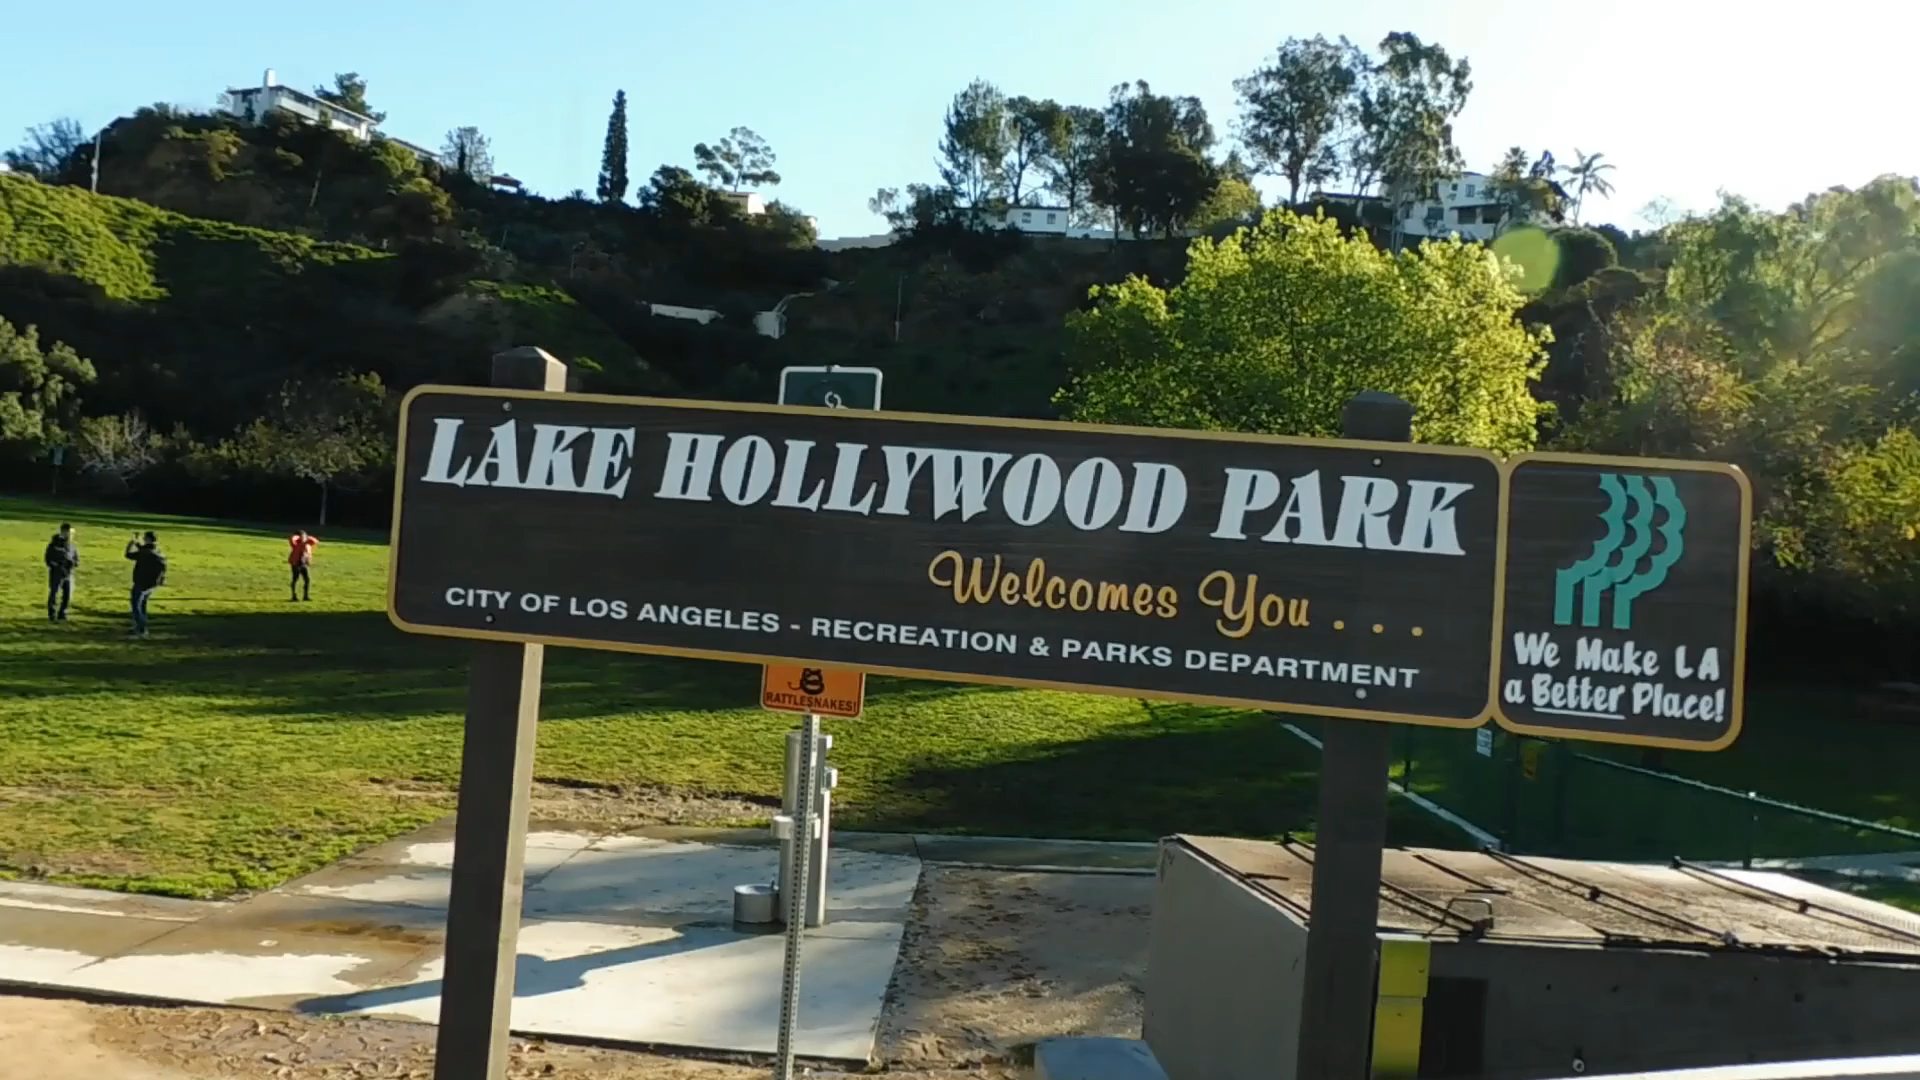 LAKE HOLLYWOOD PARK
Welcomes You . . .
CITY OF LOS ANGELES - RECREATION & PARKS DEPARTMENT
We Make LA
a Better Place!
RATTLESNAKES!